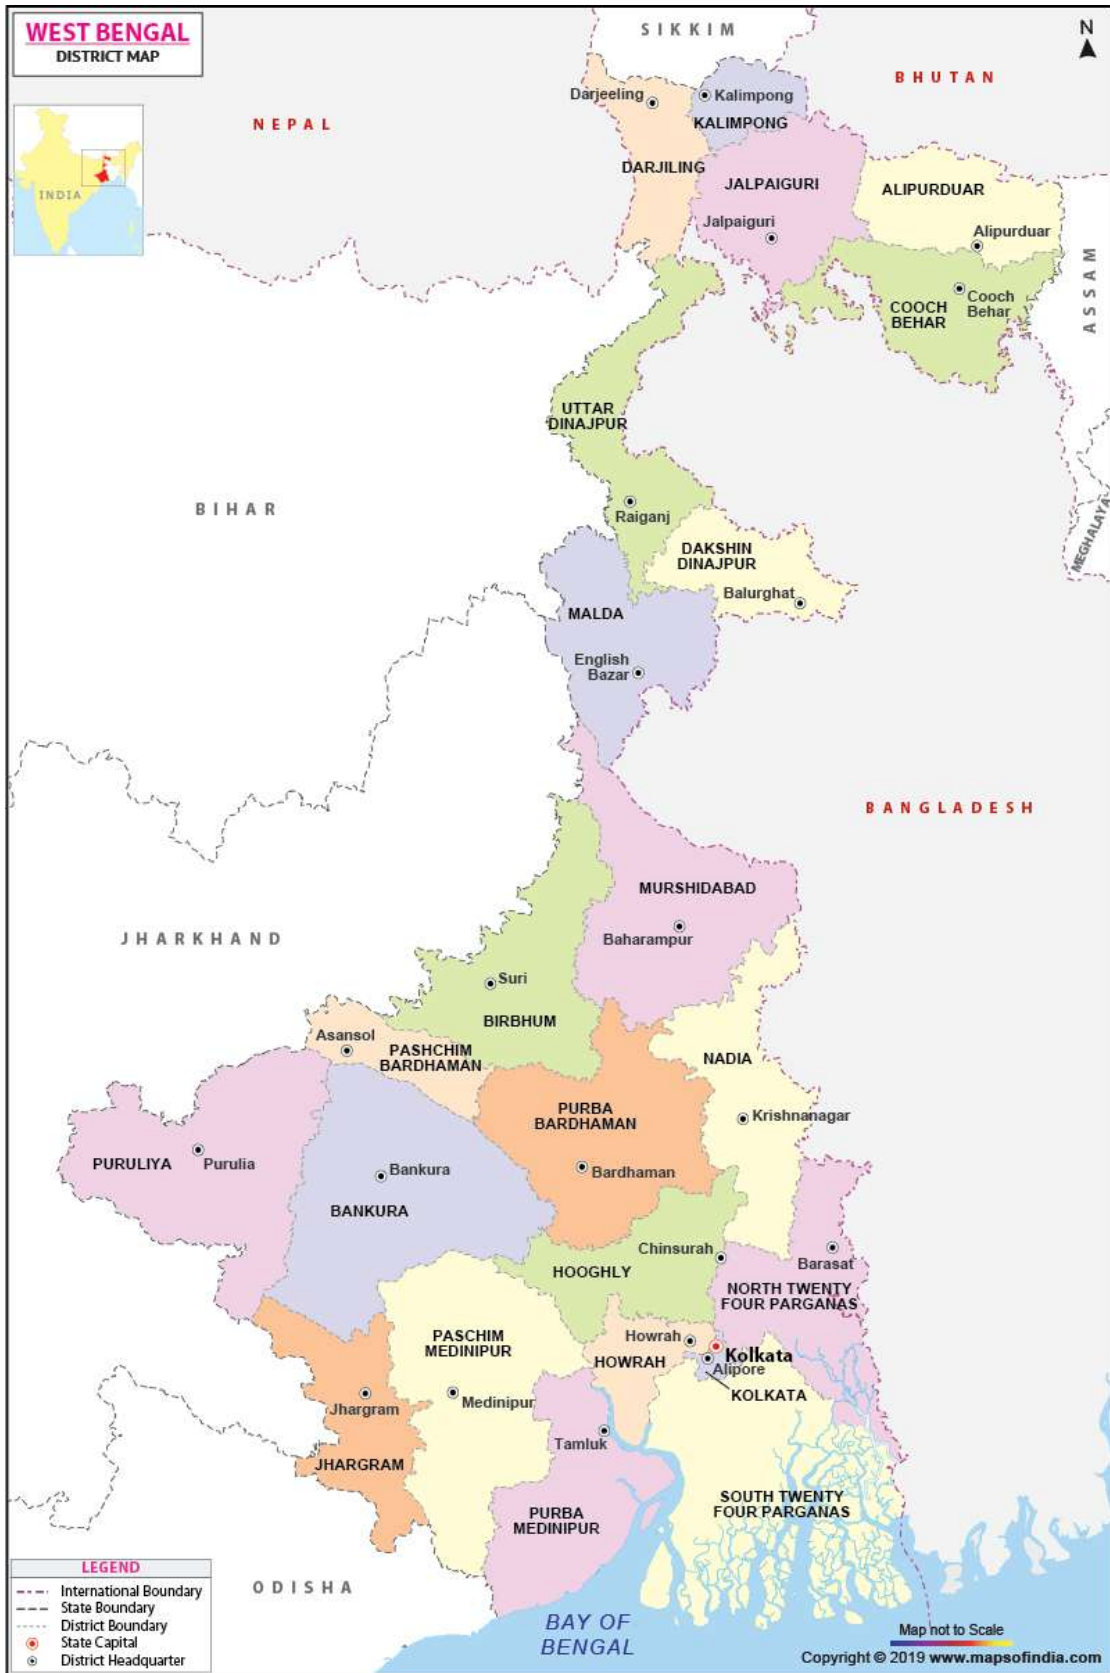 WEST BENGAL
DISTRICT MAP
SIKKIM
N
BHUTAN
NEPAL
INDIA
Darjeeling
Kalimpong
KALIMPONG
DARJILING
JALPAIGURI
ALIPURDUAR
Jalpaiguri
Alipurduar
ASSAM
COOCH
BEHAR
Cooch
Behar
UTTAR
DINAJPUR
BIHAR
Raiganj
MEGHALAYA
DAKSHIN
DINAJPUR
Balurghat
MALDA
English
Bazar
BANGLADESH
MURSHIDABAD
Baharampur
JHARKHAND
Suri
BIRBHUM
Asansol
PASHCHIM
BARDHAMAN
NADIA
PURBA
BARDHAMAN
Krishnanagar
PURULIYA
Purulia
Bankura
BANKURA
Bardhaman
Chinsurah
HOOGHLY
Barasat
NORTH TWENTY
FOUR PARGANAS
PASCHIM
MEDINIPUR
Howrah
HOWRAH
Kolkata
Alipore
KOLKATA
Jhargram
Medinipur
Tamluk
JHARGRAM
PURBA
MEDINIPUR
SOUTH TWENTY
FOUR PARGANAS
ODISHA
BAY OF
BENGAL
LEGEND
International Boundary
State Boundary
District Boundary
State Capital
District Headquarter
Map not to Scale
Copyright © 2019 www.mapsofindia.com